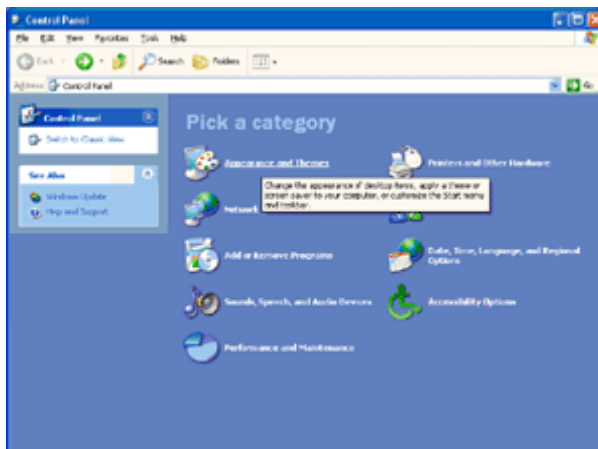 Control Panel
File Edit View Favorites Tools Help
Back Search Folders
Address Control Panel Go
Control Panel
Switch to Classic View
See Also
Windows Update
Help and Support
Pick a category
Appearance and Themes
Printers and Other Hardware
Change the appearance of desktop items, apply a theme or
screen saver to your computer, or customize the Start menu
and taskbar.
Network
Add or Remove Programs
Date, Time, Language, and Regional
Options
Sounds, Speech, and Audio Devices
Accessibility Options
Performance and Maintenance